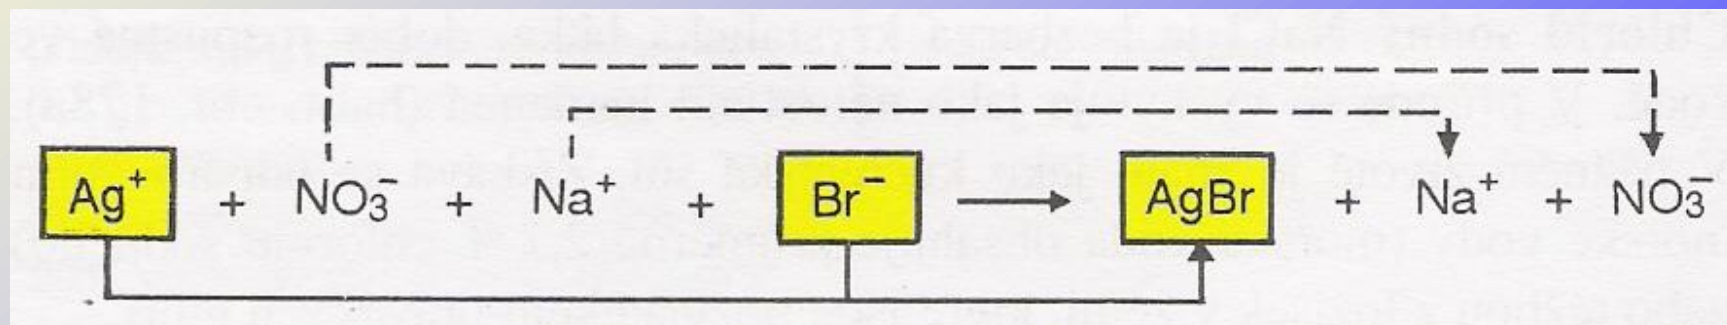 Ag⁺ + NO₃⁻ + Na⁺ + Br⁻ → AgBr + Na⁺ + NO₃⁻